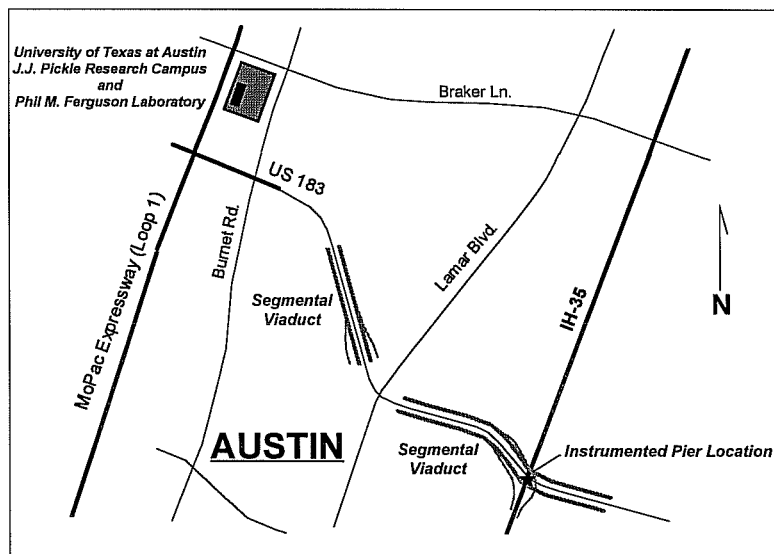 University of Texas at Austin
J.J. Pickle Research Campus
and
Phil M. Ferguson Laboratory
Braker Ln.
US 183
MoPac Expressway (Loop 1)
Burnet Rd.
Lamar Blvd.
IH-35
N
Segmental
Viaduct
AUSTIN
Segmental
Viaduct
Instrumented Pier Location